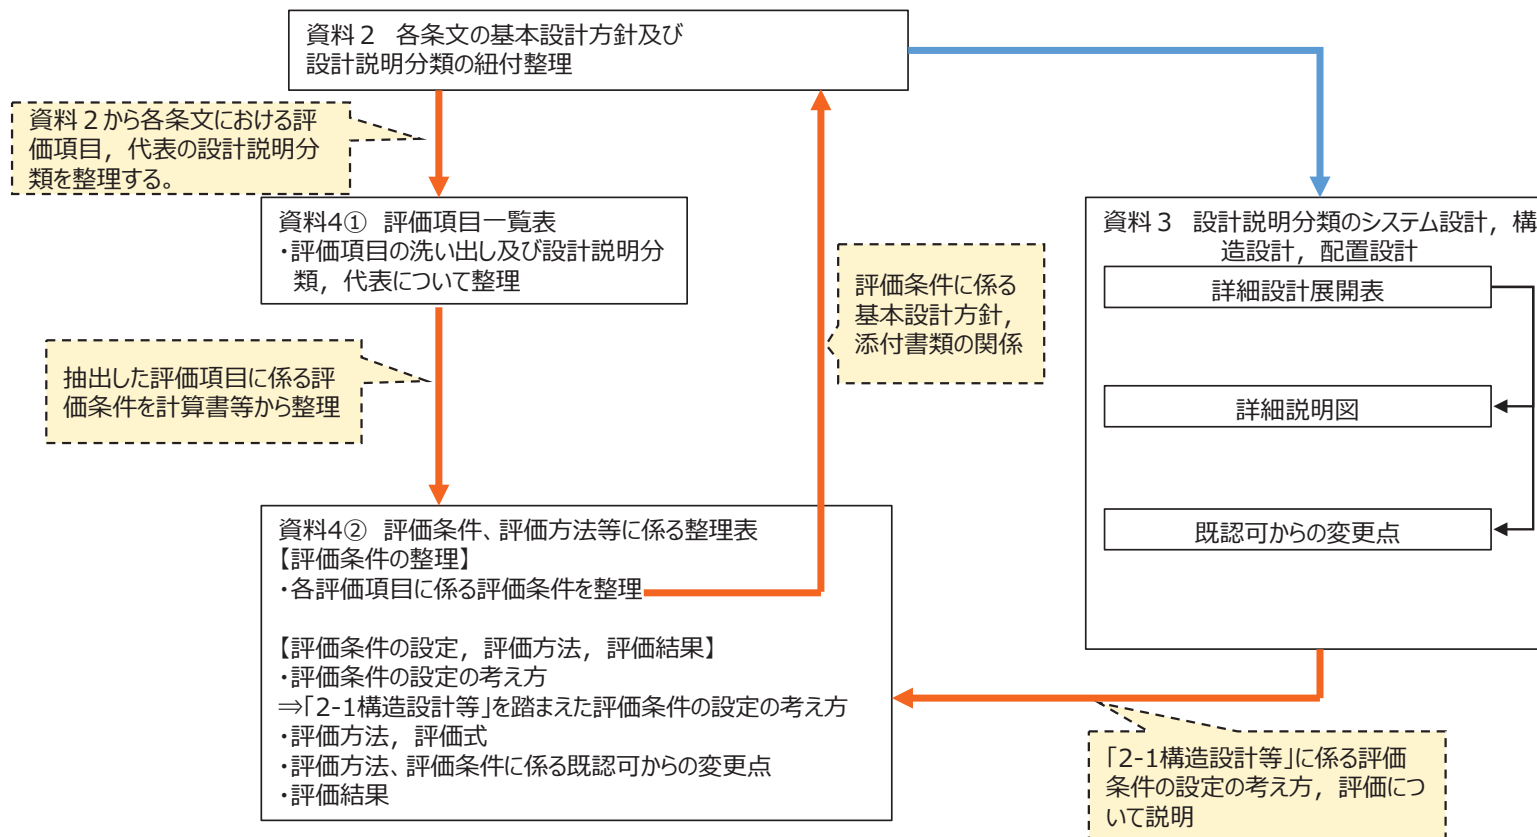 資料２ 各条文の基本設計方針及び
設計説明分類の紐付整理
資料２から各条文における評
価項目，代表の設計説明分
類を整理する。
資料4① 評価項目一覧表
・評価項目の洗い出し及び設計説明分
類，代表について整理
評価条件に係る
基本設計方針，
添付書類の関係
抽出した評価項目に係る評
価条件を計算書等から整理
資料4② 評価条件、評価方法等に係る整理表
【評価条件の整理】
・各評価項目に係る評価条件を整理
【評価条件の設定，評価方法，評価結果】
・評価条件の設定の考え方
⇒「2-1構造設計等」を踏まえた評価条件の設定の考え方
・評価方法，評価式
・評価方法、評価条件に係る既認可からの変更点
・評価結果
資料３ 設計説明分類のシステム設計，構
造設計，配置設計
詳細設計展開表
詳細説明図
既認可からの変更点
「2-1構造設計等」に係る評価
条件の設定の考え方，評価につ
いて説明